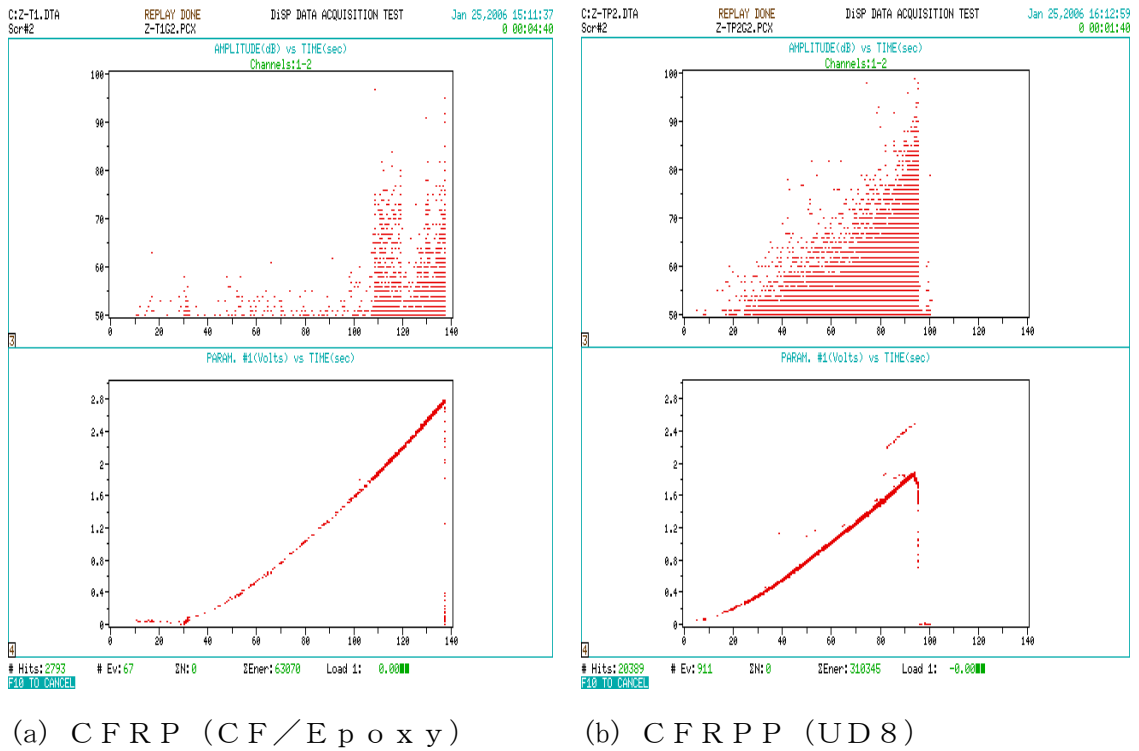 C:Z-T1.DTA REPLAY DONE DiSP DATA ACQUISITION TEST Jan 25,2006 15:11:37
Scr#2 Z-T1G2.PCX 0 00:04:40
AMPLITUDE(dB) vs TIME(sec)
Channels:1-2
100
90
80
70
60
50
0 20 40 60 80 100 120 140
3
PARAM. #1(Volts) vs TIME(sec)
2.8
2.4
2
1.6
1.2
0.8
0.4
0
0 20 40 60 80 100 120 140
4
# Hits:2793 # Ev:67 ΣN:0 ΣEner:63070 Load 1: 0.00
F10 TO CANCEL
(a) ＣＦＲＰ（ＣＦ／Ｅｐｏｘｙ）
C:Z-TP2.DTA REPLAY DONE DiSP DATA ACQUISITION TEST Jan 25,2006 16:12:59
Scr#2 Z-TP2G2.PCX 0 00:01:40
AMPLITUDE(dB) vs TIME(sec)
Channels:1-2
100
90
80
70
60
50
0 20 40 60 80 100 120 140
3
PARAM. #1(Volts) vs TIME(sec)
2.8
2.4
2
1.6
1.2
0.8
0.4
0
0 20 40 60 80 100 120 140
4
# Hits:20389 # Ev:911 ΣN:0 ΣEner:310345 Load 1: -0.00
F10 TO CANCEL
(b) ＣＦＲＰＰ（ＵＤ８）